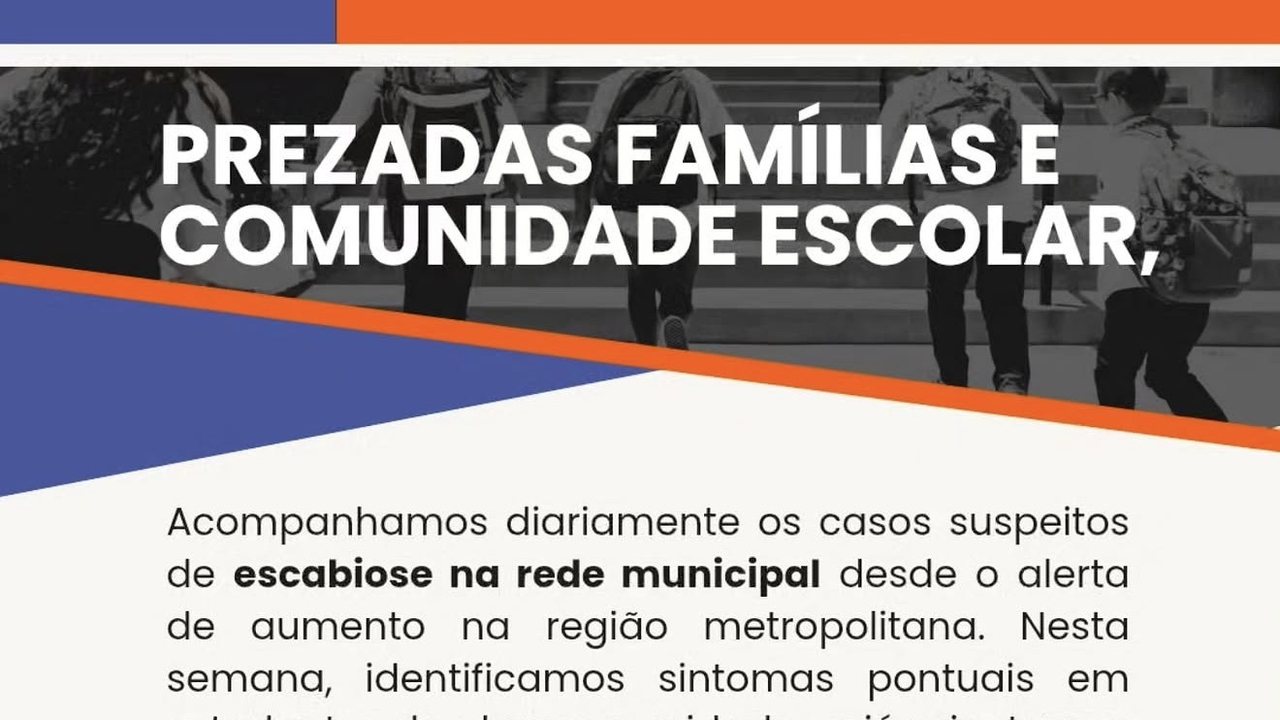 PREZADAS FAMÍLIAS E
COMUNIDADE ESCOLAR,
Acompanhamos diariamente os casos suspeitos
de escabiose na rede municipal desde o alerta
de aumento na região metropolitana. Nesta
semana, identificamos sintomas pontuais em